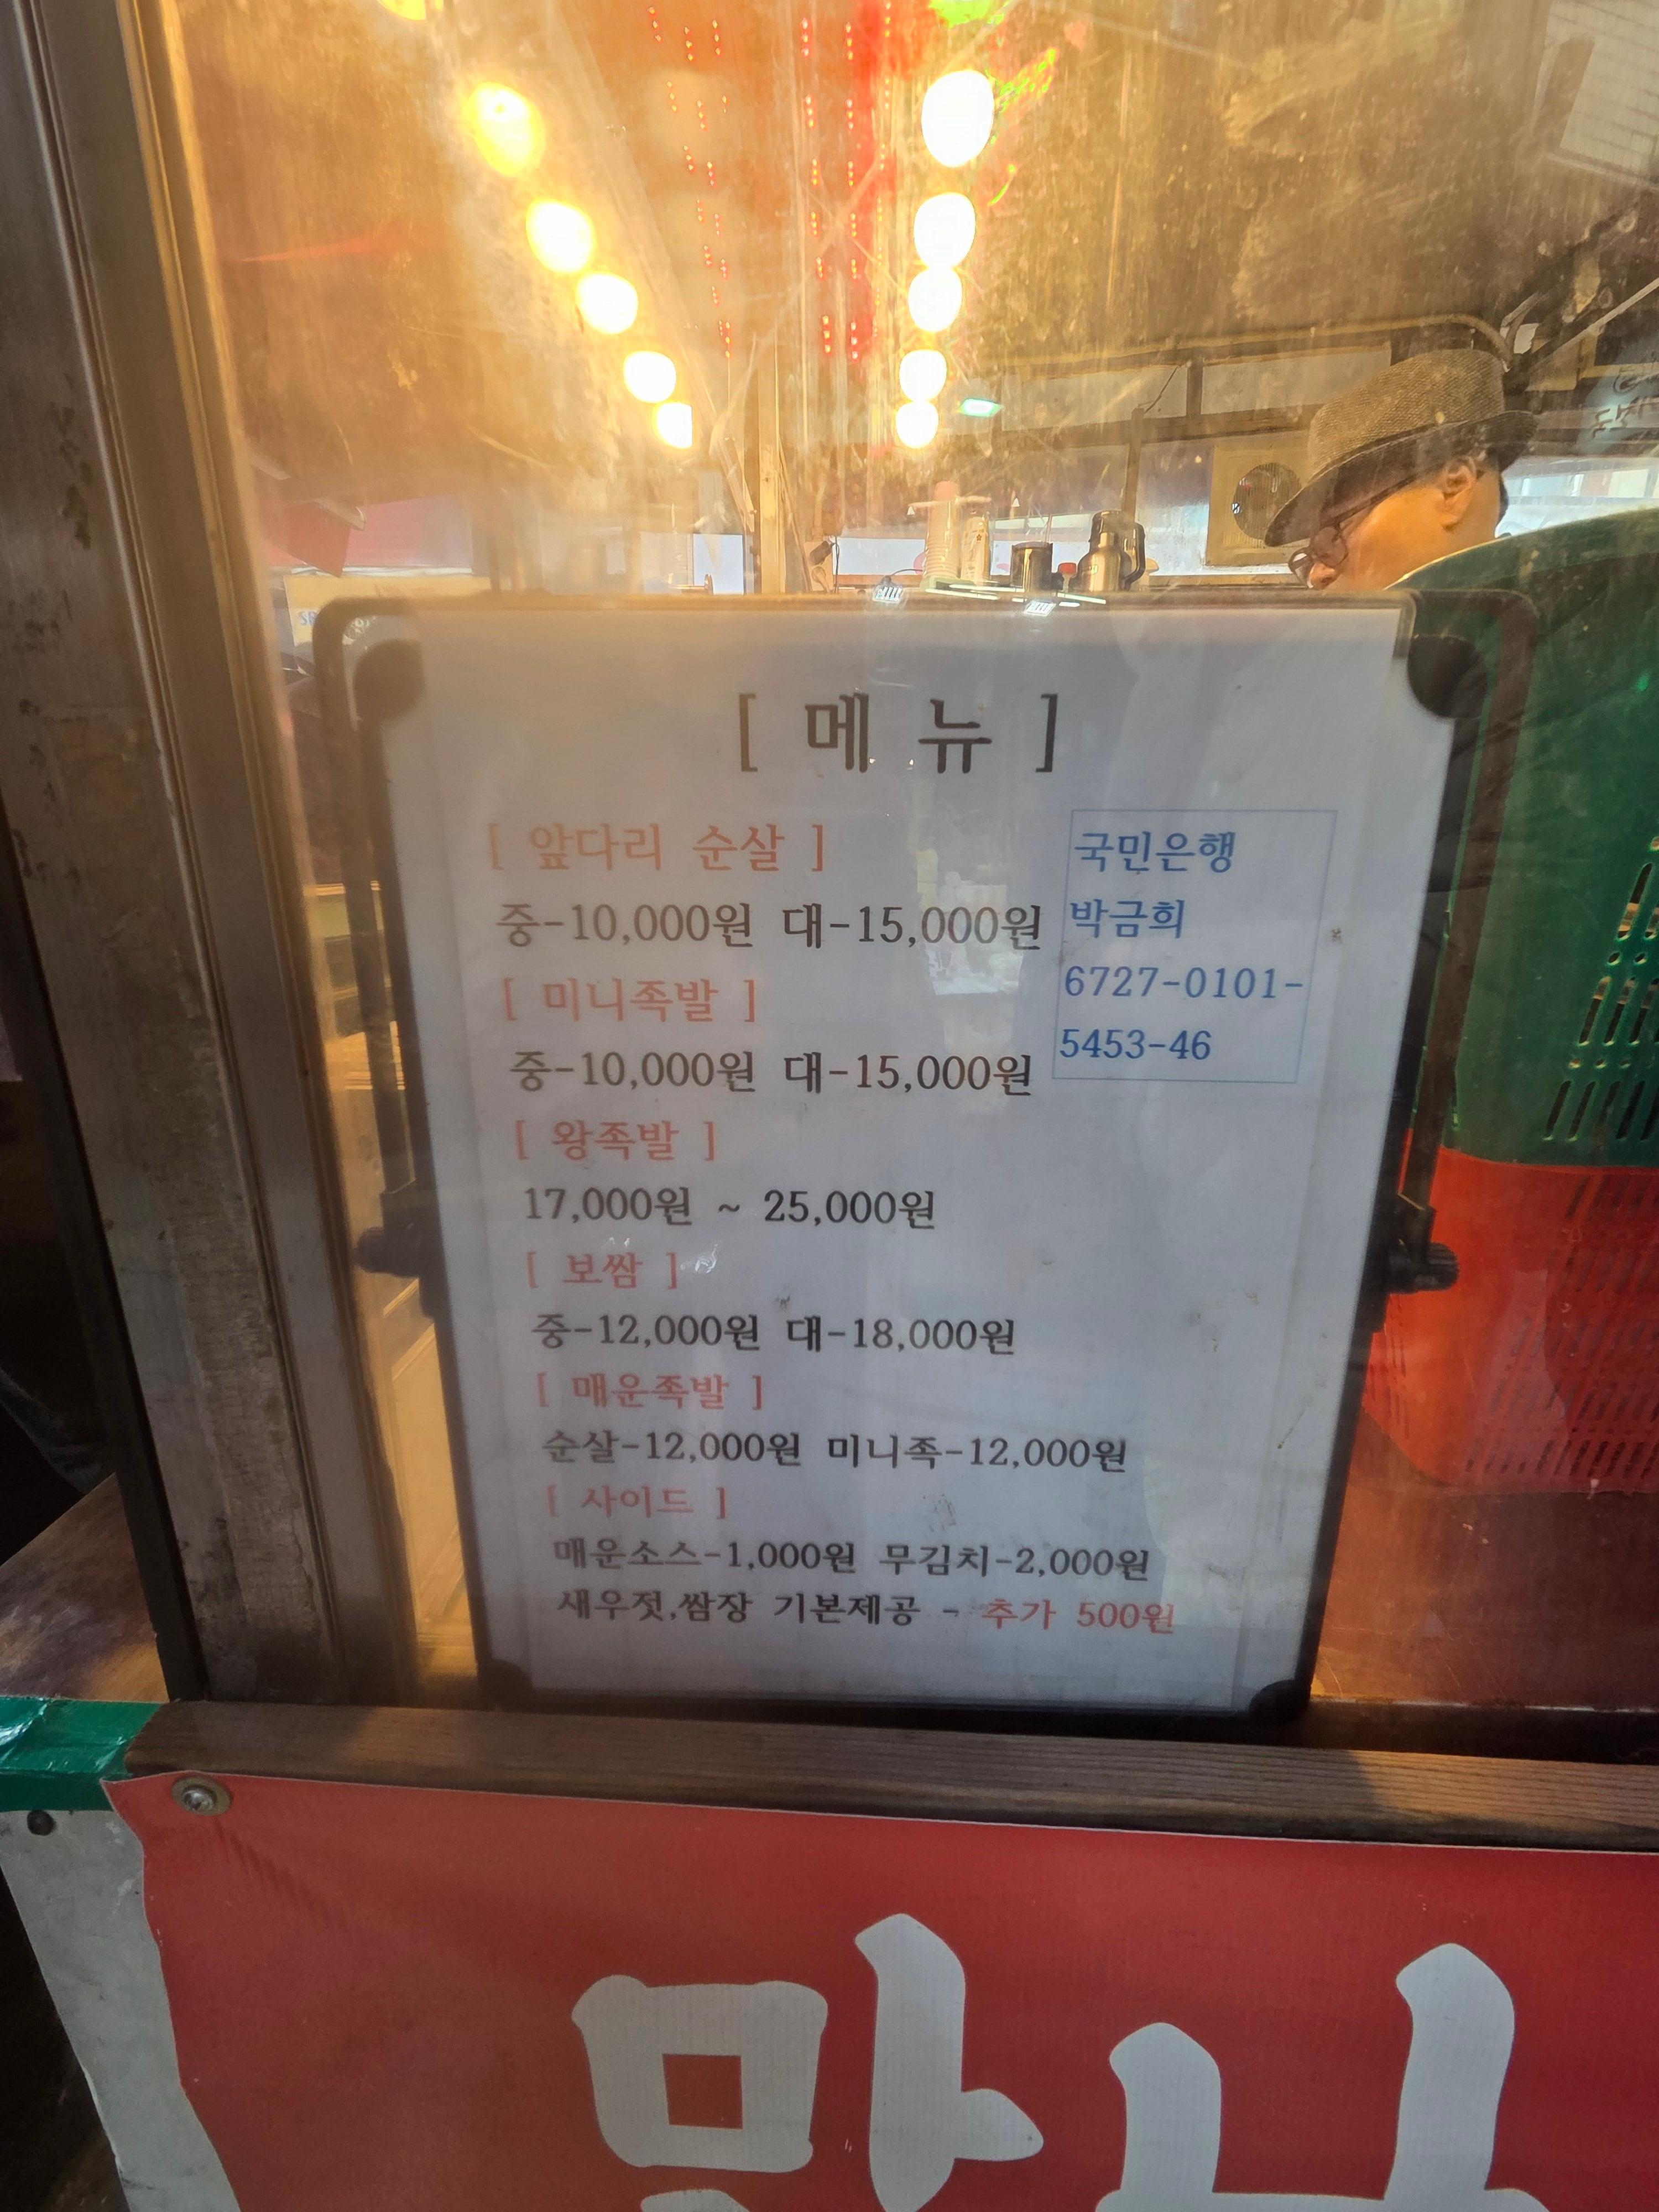 [ 메 뉴 ]
[ 앞다리 순살 ]
중-10,000원 대-15,000원
[ 미니족발 ]
중-10,000원 대-15,000원
[ 왕족발 ]
17,000원 ~ 25,000원
[ 보쌈 ]
중-12,000원 대-18,000원
[ 매운족발 ]
순살-12,000원 미니족-12,000원
[ 사이드 ]
매운소스-1,000원 무김치-2,000원
새우젓,쌈장 기본제공 - 추가 500원
국민은행
박금희
6727-0101-
5453-46